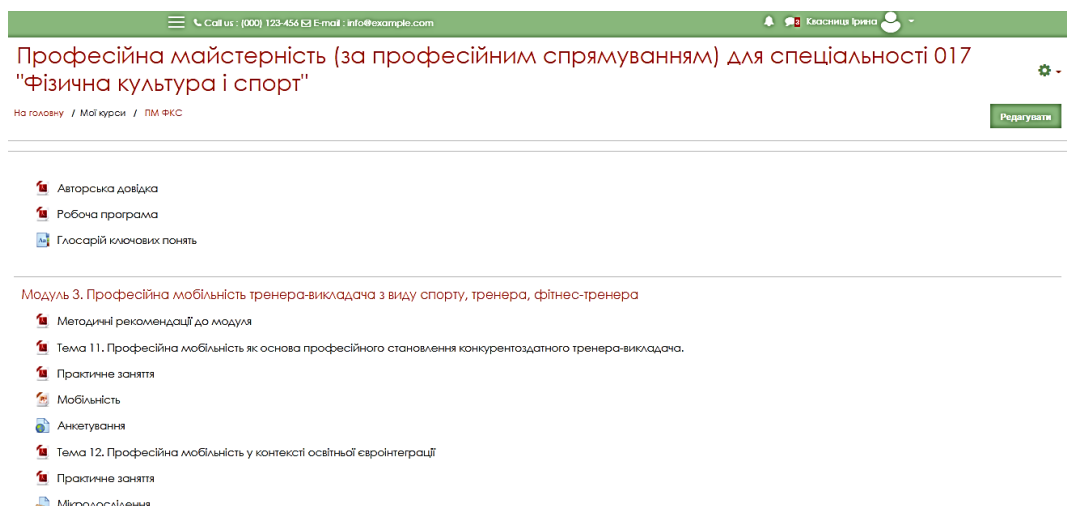 Call us : (000) 123-456 E-mail : info@example.com
2 Квасниця Ірина
Професійна майстерність (за професійним спрямуванням) для спеціальності 017
"Фізична культура і спорт"
На головну / Мої курси / ПМ ФКС
Редагувати
Авторська довідка
Робоча програма
Глосарій ключових понять
Модуль 3. Професійна мобільність тренера-викладача з виду спорту, тренера, фітнес-тренера
Методичні рекомендації до модуля
Тема 11. Професійна мобільність як основа професійного становлення конкурентоздатного тренера-викладача.
Практичне заняття
Мобільність
Анкетування
Тема 12. Професійна мобільність у контексті освітньої євроінтеграції
Практичне заняття
Мікродослідення